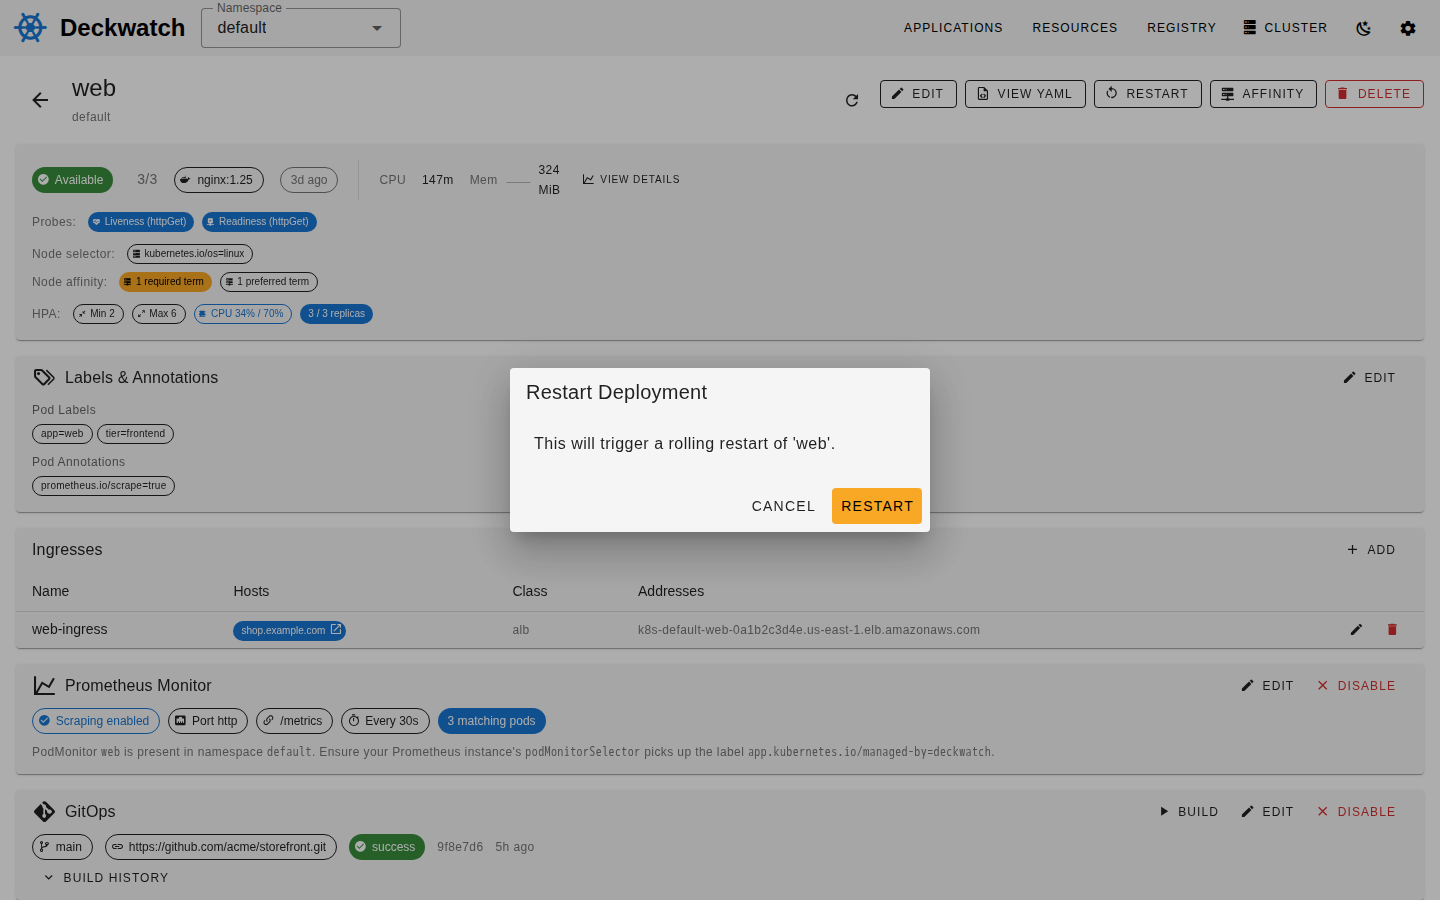 Deckwatch
Namespace
default
APPLICATIONS RESOURCES REGISTRY CLUSTER
web
default
EDIT VIEW YAML RESTART AFFINITY DELETE
Available 3/3 nginx:1.25 3d ago CPU 147m Mem 324 MiB VIEW DETAILS
Probes: Liveness (httpGet) Readiness (httpGet)
Node selector: kubernetes.io/os=linux
Node affinity: 1 required term 1 preferred term
HPA: Min 2 Max 6 CPU 34% / 70% 3 / 3 replicas
Labels & Annotations EDIT
Pod Labels
app=web tier=frontend
Pod Annotations
prometheus.io/scrape=true
Restart Deployment
This will trigger a rolling restart of 'web'.
CANCEL RESTART
Ingresses ADD
Name Hosts Class Addresses
web-ingress shop.example.com alb k8s-default-web-0a1b2c3d4e.us-east-1.elb.amazonaws.com
Prometheus Monitor EDIT DISABLE
Scraping enabled Port http /metrics Every 30s 3 matching pods
PodMonitor web is present in namespace default. Ensure your Prometheus instance's podMonitorSelector picks up the label app.kubernetes.io/managed-by=deckwatch.
GitOps BUILD EDIT DISABLE
main https://github.com/acme/storefront.git success 9f8e7d6 5h ago
BUILD HISTORY